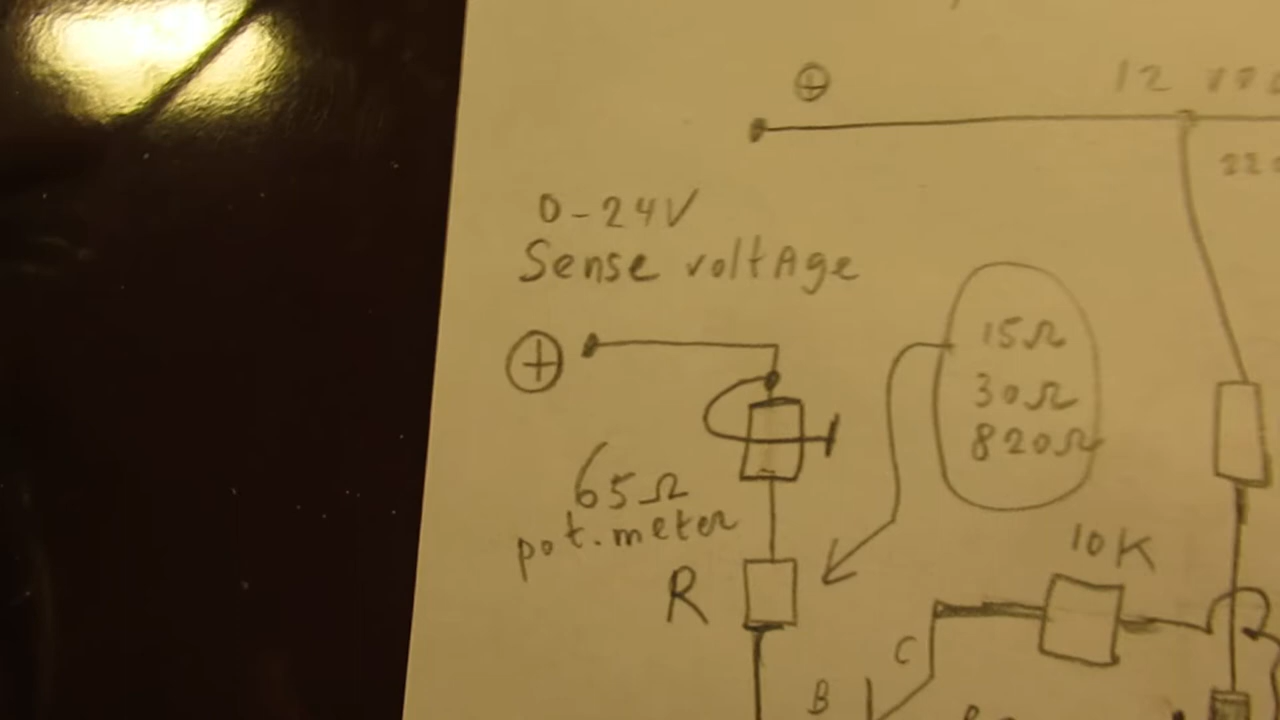 12
0-24V
Sense voltAge
15Ω
30Ω
820Ω
65Ω
pot.meter
10K
R
C
B